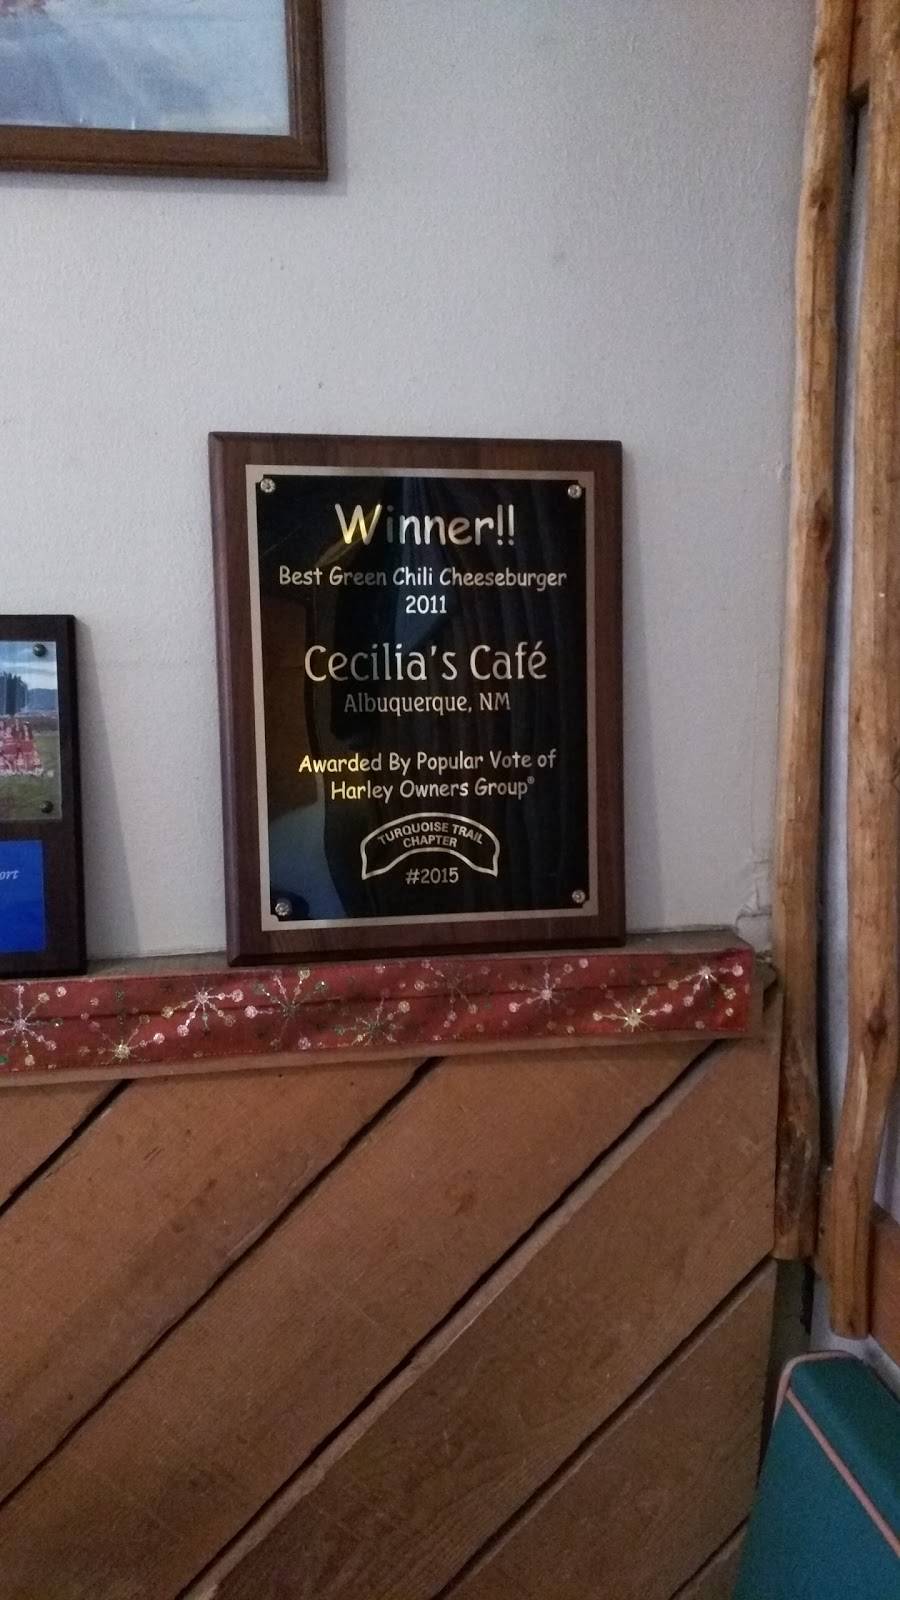 Winner!!
Best Green Chili Cheeseburger
2011
Cecilia's Café
Albuquerque, NM
Awarded By Popular Vote of
Harley Owners Group®
TURQUOISE TRAIL
CHAPTER
#2015